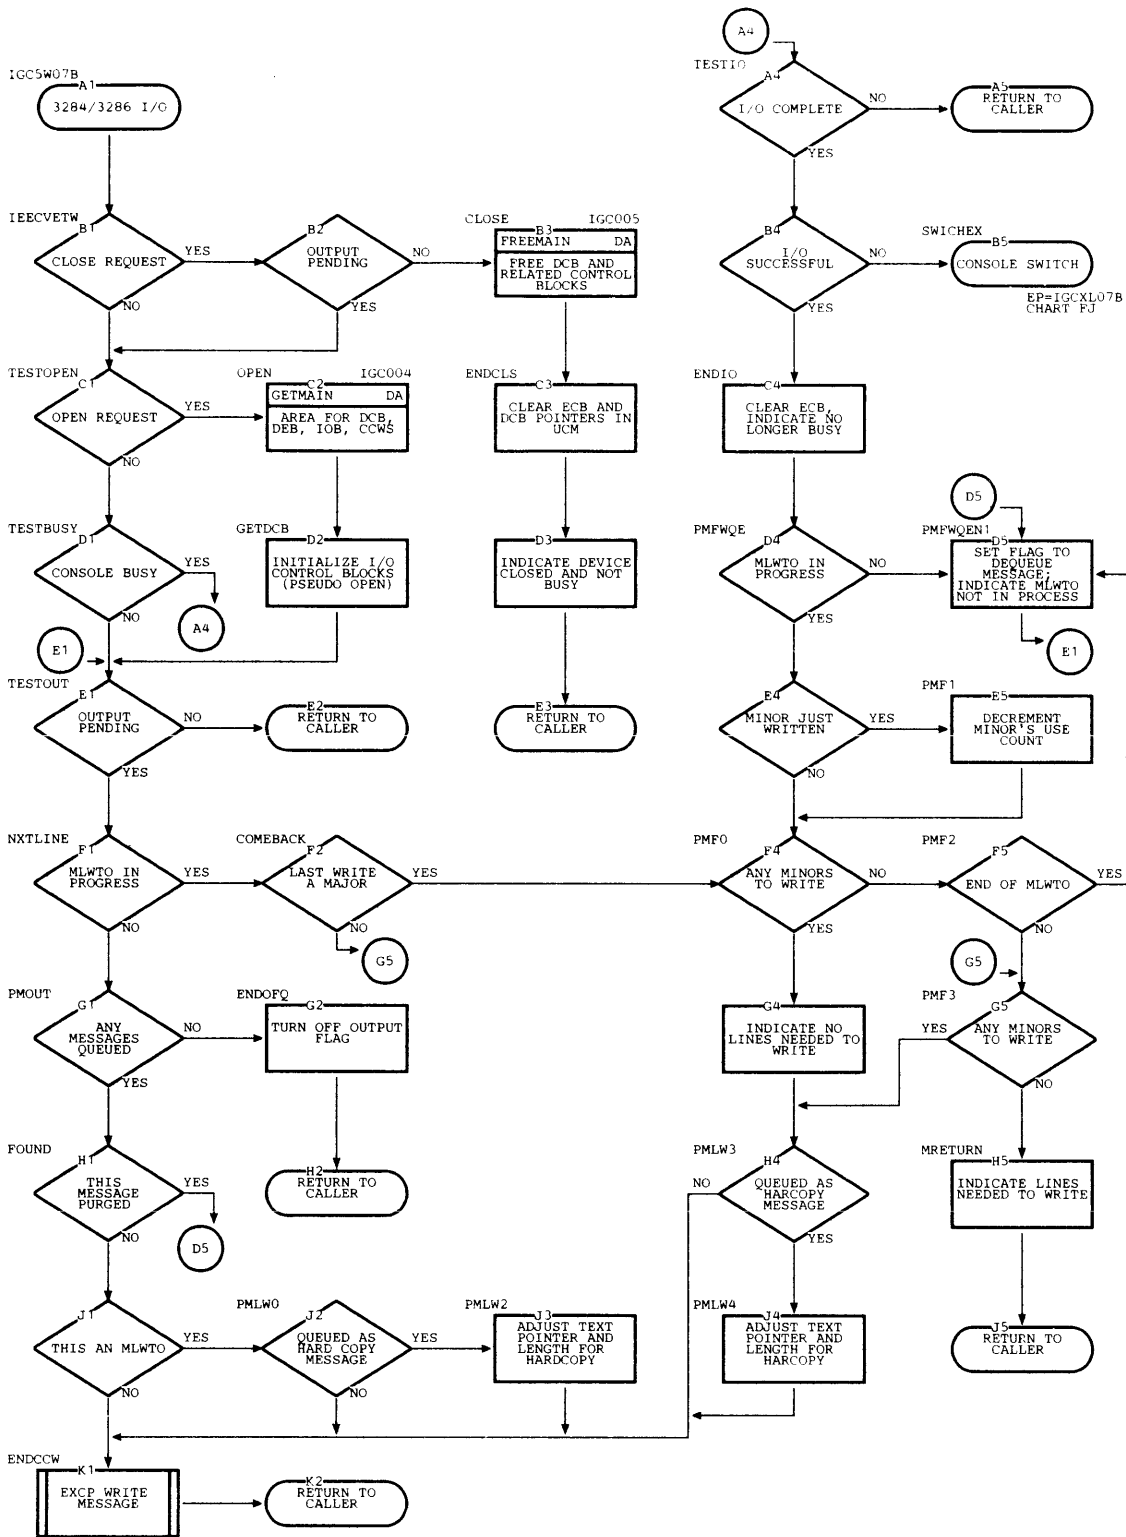 IGC5W07B
A1
3284/3286 I/O
IEECVETW
B1
CLOSE REQUEST
YES
NO
B2
OUTPUT
PENDING
NO
YES
CLOSE
IGC005
B3
FREEMAIN DA
FREE DCB AND
RELATED CONTROL
BLOCKS
TESTOPEN
C1
OPEN REQUEST
YES
NO
OPEN
IGC004
C2
GETMAIN DA
AREA FOR DCB,
DEB, IOB, CCWS
ENDCLS
C3
CLEAR ECB AND
DCB POINTERS IN
UCM
TESTBUSY
D1
CONSOLE BUSY
YES
NO
A4
GETDCB
D2
INITIALIZE I/O
CONTROL BLOCKS
(PSEUDO OPEN)
D3
INDICATE DEVICE
CLOSED AND NOT
BUSY
E1
TESTOUT
E1
OUTPUT
PENDING
NO
YES
E2
RETURN TO
CALLER
E3
RETURN TO
CALLER
NXTLINE
F1
MLWTO IN
PROGRESS
YES
NO
COMEBACK
F2
LAST WRITE
A MAJOR
YES
NO
G5
PMOUT
G1
ANY
MESSAGES
QUEUED
NO
YES
ENDOFQ
G2
TURN OFF OUTPUT
FLAG
FOUND
H1
THIS
MESSAGE
PURGED
YES
NO
D5
H2
RETURN TO
CALLER
J1
THIS AN MLWTO
YES
NO
PMLW0
J2
QUEUED AS
HARD COPY
MESSAGE
YES
NO
PMLW2
J3
ADJUST TEXT
POINTER AND
LENGTH FOR
HARDCOPY
ENDCCW
K1
EXCP WRITE
MESSAGE
K2
RETURN TO
CALLER
A4
TESTIO
A4
I/O COMPLETE
NO
YES
A5
RETURN TO
CALLER
B4
I/O
SUCCESSFUL
NO
YES
SWICHEX
B5
CONSOLE SWITCH
EP=IGCXL07B
CHART FJ
ENDIO
C4
CLEAR ECB,
INDICATE NO
LONGER BUSY
PMFWQE
D4
MLWTO IN
PROGRESS
NO
YES
D5
PMFWQEN1
D5
SET FLAG TO
DEQUEUE
MESSAGE;
INDICATE MLWTO
NOT IN PROCESS
E1
E4
MINOR JUST
WRITTEN
YES
NO
PMF1
E5
DECREMENT
MINOR'S USE
COUNT
PMF0
F4
ANY MINORS
TO WRITE
NO
YES
PMF2
F5
END OF MLWTO
YES
NO
G4
INDICATE NO
LINES NEEDED TO
WRITE
G5
PMF3
G5
ANY MINORS
TO WRITE
YES
NO
PMLW3
H4
QUEUED AS
HARCOPY
MESSAGE
NO
YES
MRETURN
H5
INDICATE LINES
NEEDED TO WRITE
PMLW4
J4
ADJUST TEXT
POINTER AND
LENGTH FOR
HARCOPY
J5
RETURN TO
CALLER